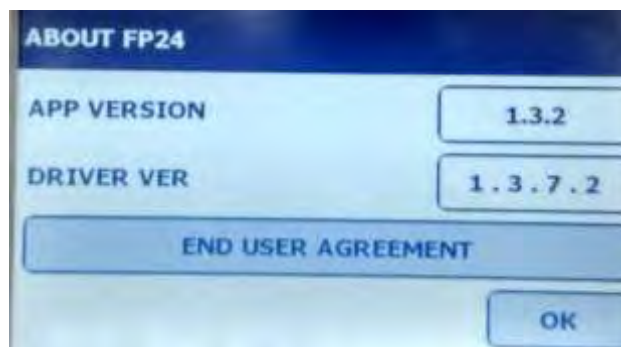 ABOUT FP24
APP VERSION 1.3.2
DRIVER VER 1.3.7.2
END USER AGREEMENT
OK